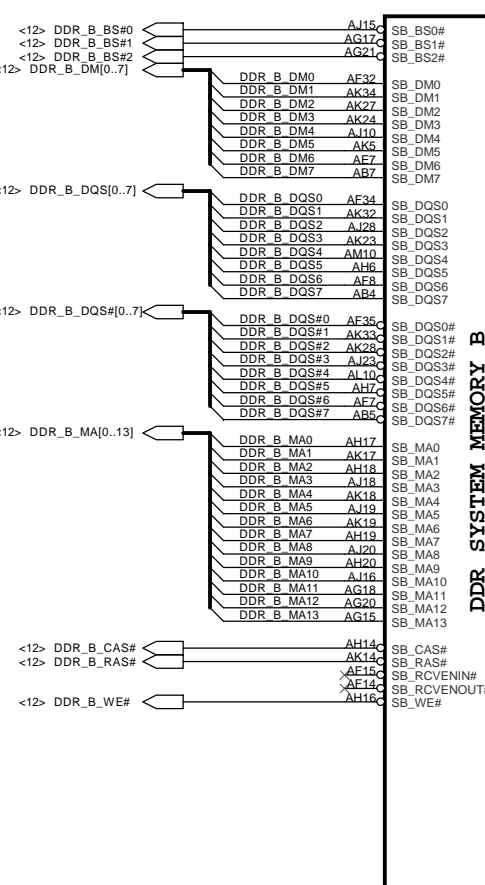 <12> DDR_B_BS#0 AJ15 SB_BS0#
<12> DDR_B_BS#1 AG17 SB_BS1#
<12> DDR_B_BS#2 AG21 SB_BS2#
<12> DDR_B_DM[0..7]
DDR_B_DM0 AF32 SB_DM0
DDR_B_DM1 AK34 SB_DM1
DDR_B_DM2 AK27 SB_DM2
DDR_B_DM3 AK24 SB_DM3
DDR_B_DM4 AJ10 SB_DM4
DDR_B_DM5 AK5 SB_DM5
DDR_B_DM6 AE7 SB_DM6
DDR_B_DM7 AB7 SB_DM7
<12> DDR_B_DQS[0..7]
DDR_B_DQS0 AF34 SB_DQS0
DDR_B_DQS1 AK32 SB_DQS1
DDR_B_DQS2 AJ28 SB_DQS2
DDR_B_DQS3 AK23 SB_DQS3
DDR_B_DQS4 AM10 SB_DQS4
DDR_B_DQS5 AH6 SB_DQS5
DDR_B_DQS6 AF8 SB_DQS6
DDR_B_DQS7 AB4 SB_DQS7
<12> DDR_B_DQS#[0..7]
DDR_B_DQS#0 AF35 SB_DQS0#
DDR_B_DQS#1 AK33 SB_DQS1#
DDR_B_DQS#2 AK28 SB_DQS2#
DDR_B_DQS#3 AJ23 SB_DQS3#
DDR_B_DQS#4 AL10 SB_DQS4#
DDR_B_DQS#5 AH7 SB_DQS5#
DDR_B_DQS#6 AF7 SB_DQS6#
DDR_B_DQS#7 AB5 SB_DQS7#
<12> DDR_B_MA[0..13]
DDR_B_MA0 AH17 SB_MA0
DDR_B_MA1 AK17 SB_MA1
DDR_B_MA2 AH18 SB_MA2
DDR_B_MA3 AJ18 SB_MA3
DDR_B_MA4 AK18 SB_MA4
DDR_B_MA5 AJ19 SB_MA5
DDR_B_MA6 AK19 SB_MA6
DDR_B_MA7 AH19 SB_MA7
DDR_B_MA8 AJ20 SB_MA8
DDR_B_MA9 AH20 SB_MA9
DDR_B_MA10 AJ16 SB_MA10
DDR_B_MA11 AG18 SB_MA11
DDR_B_MA12 AG20 SB_MA12
DDR_B_MA13 AG15 SB_MA13
<12> DDR_B_CAS# AH14 SB_CAS#
<12> DDR_B_RAS# AK14 SB_RAS#
AF15 SB_RCVENIN#
AF14 SB_RCVENOUT#
<12> DDR_B_WE# AH16 SB_WE#
DDR SYSTEM MEMORY B